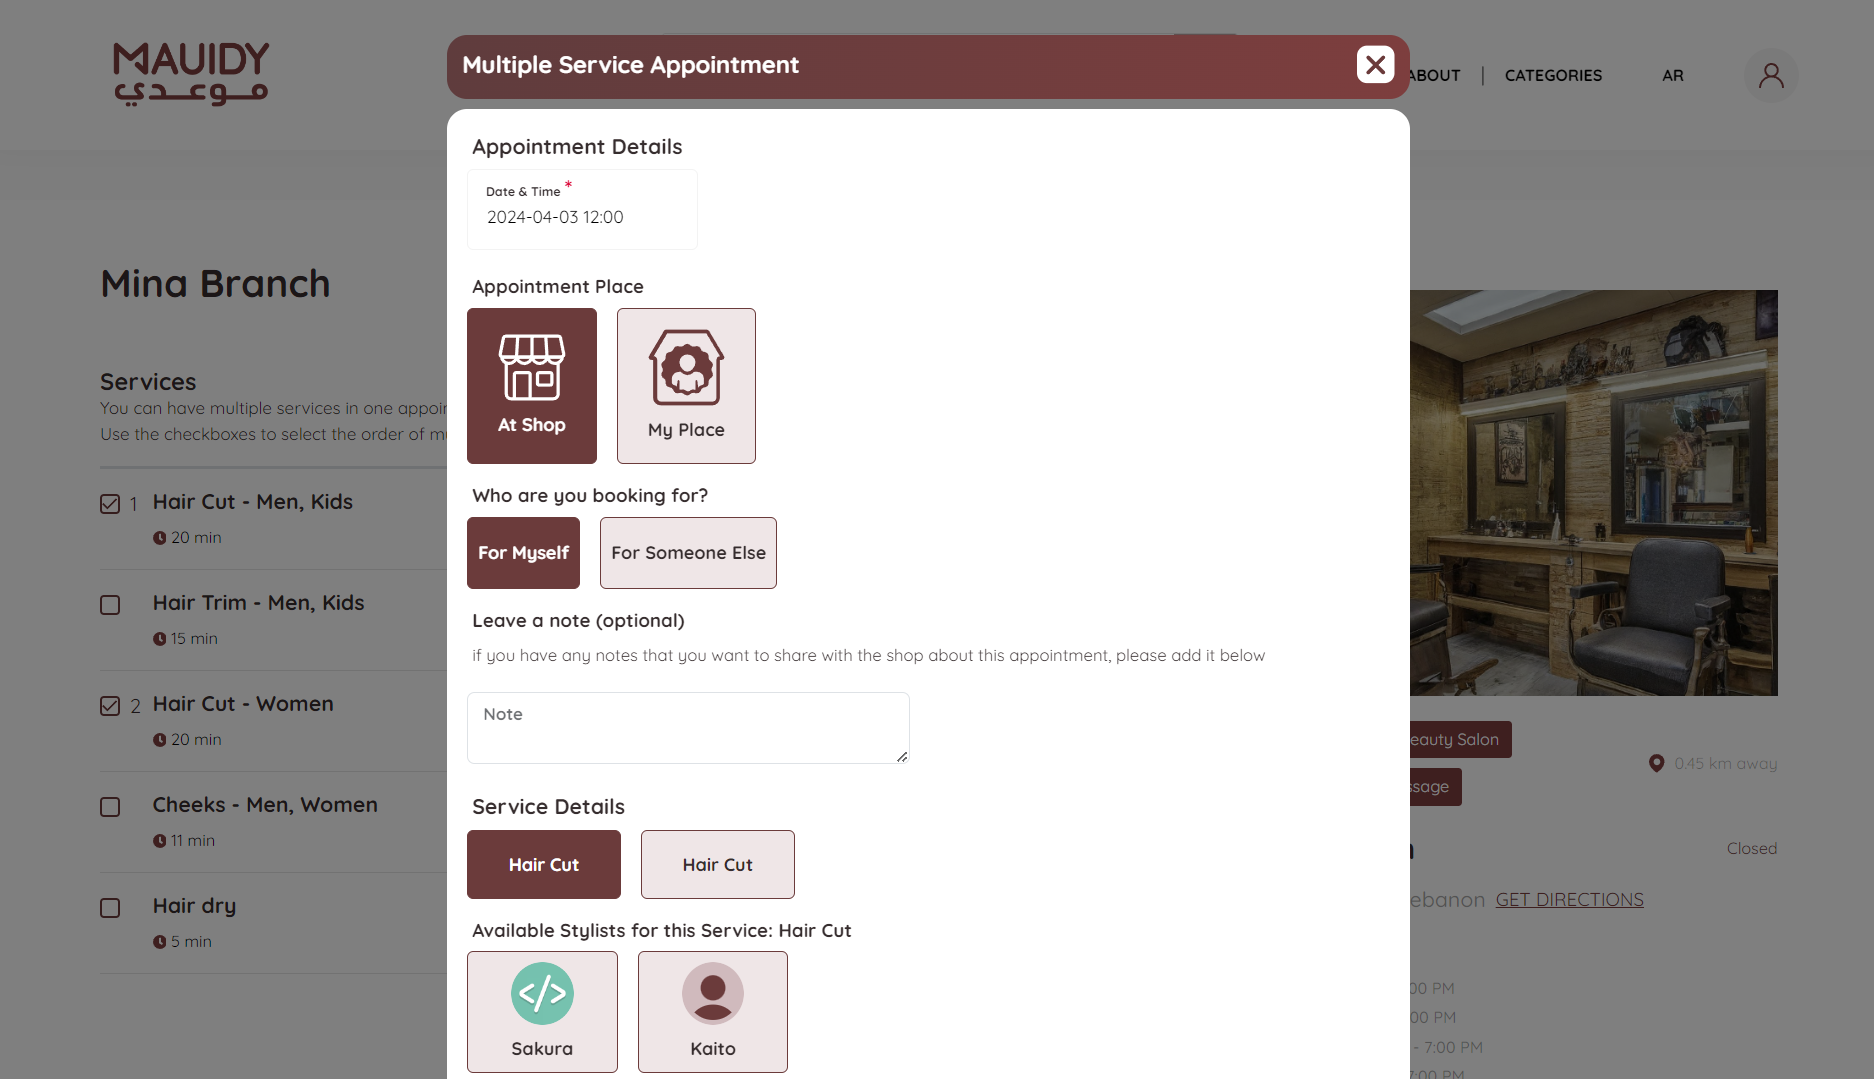 MAUIDY
موعدي
Multiple Service Appointment
ABOUT
CATEGORIES
AR
Appointment Details
Date & Time *
2024-04-03 12:00
Appointment Place
At Shop
My Place
Who are you booking for?
For Myself
For Someone Else
Leave a note (optional)
if you have any notes that you want to share with the shop about this appointment, please add it below
Note
Service Details
Hair Cut
Hair Cut
Available Stylists for this Service: Hair Cut
Sakura
Kaito
Mina Branch
Services
You can have multiple services in one
Use the checkboxes to select the order of
1 Hair Cut - Men, Kids
20 min
Hair Trim - Men, Kids
15 min
2 Hair Cut - Women
20 min
Cheeks - Men, Women
11 min
Hair dry
5 min
eauty Salon
ssage
0.45 km away
Closed
ebanon GET DIRECTIONS
00 PM
00 PM
- 7:00 PM
7:00 PM